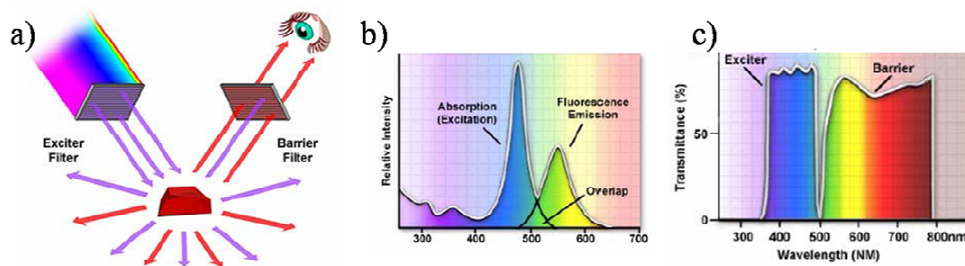 a)
Exciter
Filter
Barrier
Filter
b)
Relative Intensity
Absorption
(Excitation)
Fluorescence
Emission
Overlap
300 400 500 600 700
c)
Exciter
Barrier
Transmittance (%)
50
0
300 400 500 600 700 800nm
Wavelength (NM)